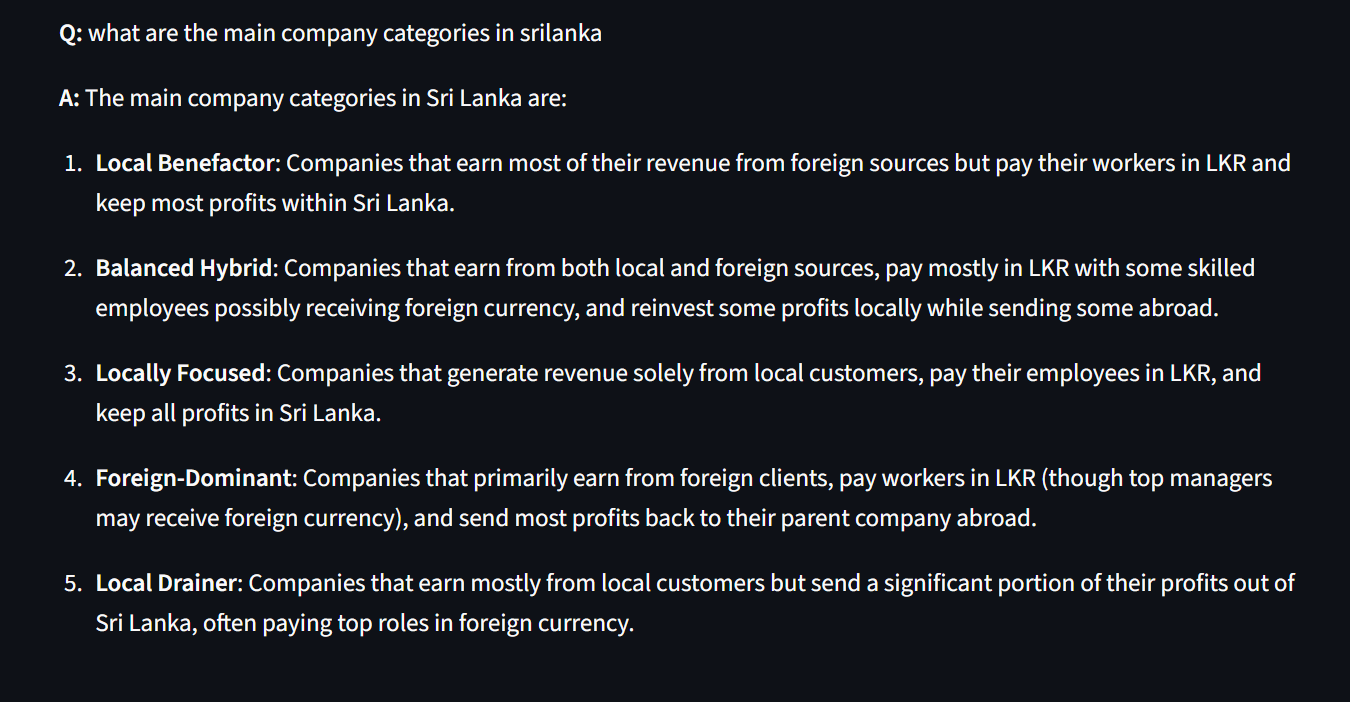 Q: what are the main company categories in srilanka
A: The main company categories in Sri Lanka are:
1. Local Benefactor: Companies that earn most of their revenue from foreign sources but pay their workers in LKR and
keep most profits within Sri Lanka.
2. Balanced Hybrid: Companies that earn from both local and foreign sources, pay mostly in LKR with some skilled
employees possibly receiving foreign currency, and reinvest some profits locally while sending some abroad.
3. Locally Focused: Companies that generate revenue solely from local customers, pay their employees in LKR, and
keep all profits in Sri Lanka.
4. Foreign-Dominant: Companies that primarily earn from foreign clients, pay workers in LKR (though top managers
may receive foreign currency), and send most profits back to their parent company abroad.
5. Local Drainer: Companies that earn mostly from local customers but send a significant portion of their profits out of
Sri Lanka, often paying top roles in foreign currency.